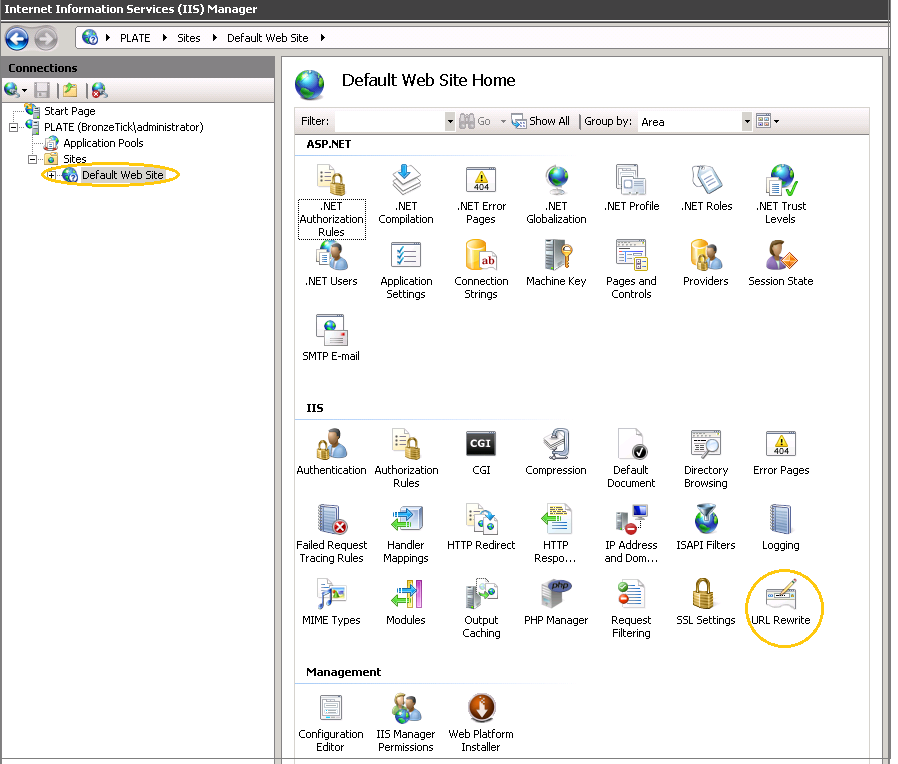 Internet Information Services (IIS) Manager
PLATE Sites Default Web Site
Connections
Start Page
PLATE (BronzeTick\administrator)
Application Pools
Sites
Default Web Site
Default Web Site Home
Filter: Go Show All Group by: Area
ASP.NET
.NET Authorization Rules
.NET Compilation
.NET Error Pages
.NET Globalization
.NET Profile
.NET Roles
.NET Trust Levels
.NET Users
Application Settings
Connection Strings
Machine Key
Pages and Controls
Providers
Session State
SMTP E-mail
IIS
Authentication
Authorization Rules
CGI
CGI
Compression
Default Document
Directory Browsing
404
Error Pages
Failed Request Tracing Rules
Handler Mappings
HTTP Redirect
HTTP Respo...
IP Address and Dom...
ISAPI Filters
Logging
MIME Types
Modules
Output Caching
php
PHP Manager
Request Filtering
SSL Settings
URL Rewrite
Management
Configuration Editor
IIS Manager Permissions
Web Platform Installer